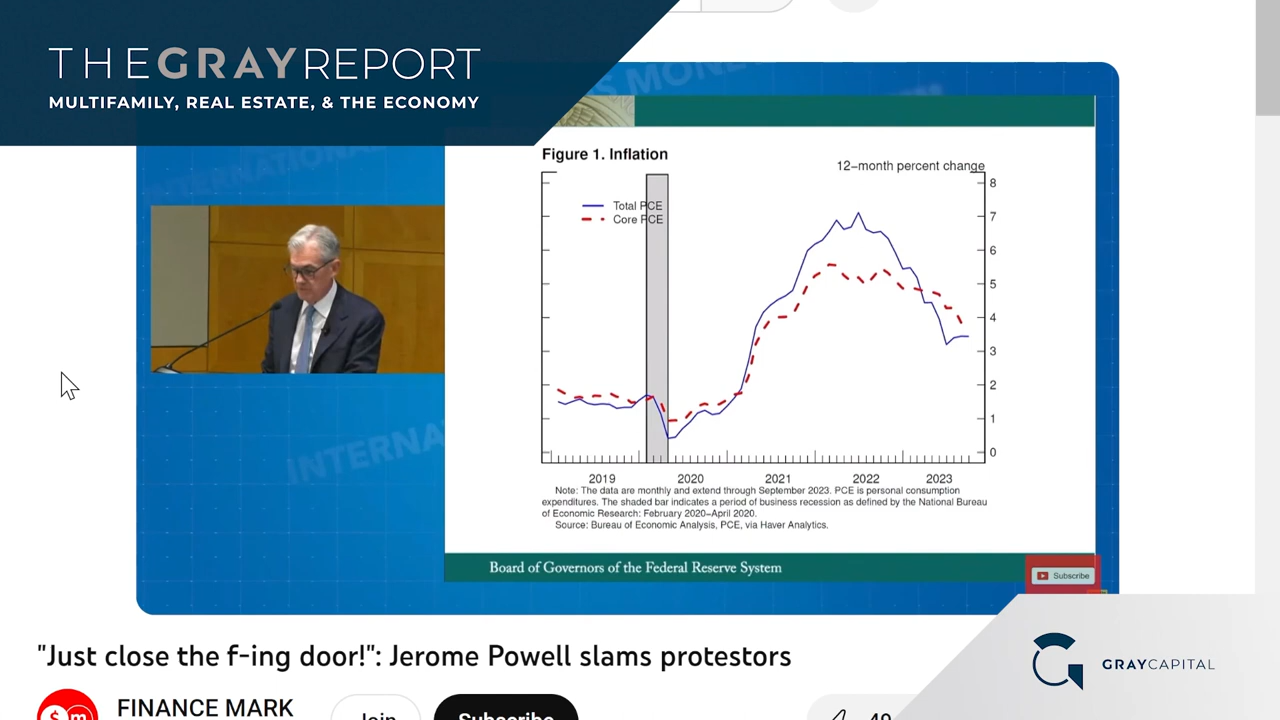 THEGRAYREPORT
MULTIFAMILY, REAL ESTATE, & THE ECONOMY
Figure 1. Inflation
12–month percent change
Total PCE
Core PCE
8
7
6
5
4
3
2
1
0
2019 2020 2021 2022 2023
Note: The data are monthly and extend through September 2023. PCE is personal consumption
expenditures. The shaded bar indicates a period of business recession as defined by the National Bureau
of Economic Research: February 2020–April 2020.
Source: Bureau of Economic Analysis, PCE, via Haver Analytics.
Board of Governors of the Federal Reserve System
Subscribe
"Just close the f-ing door!": Jerome Powell slams protestors
GRAYCAPITAL
FINANCE MARK
Join
Subscribe